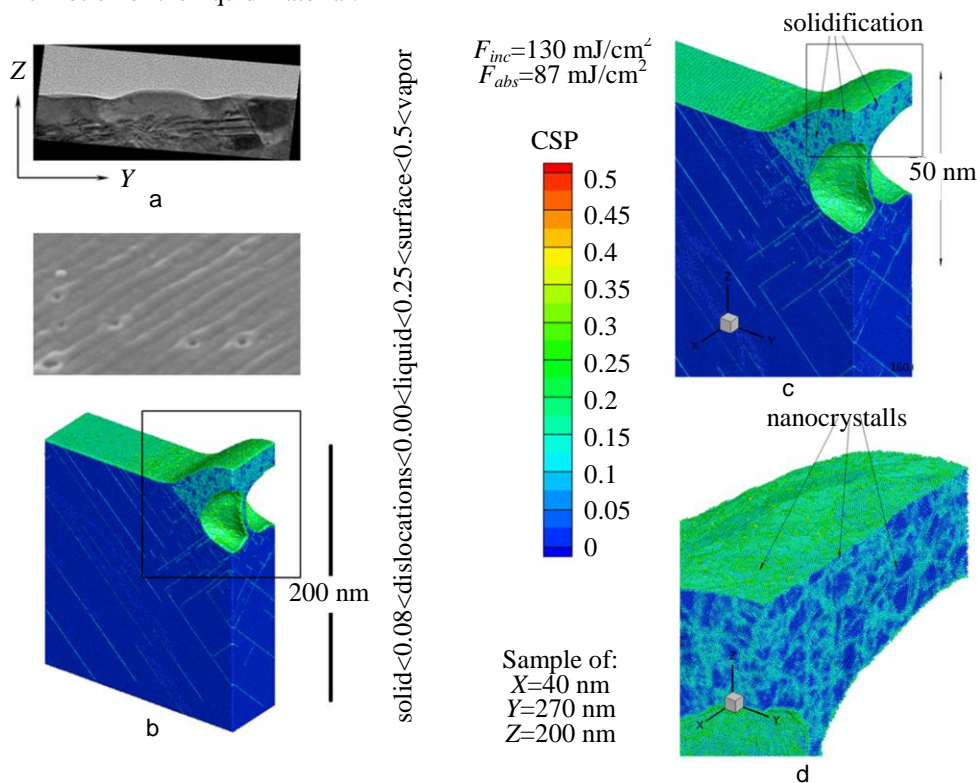 Z
Y
a
200 nm
b
solid<0.08<dislocations<0.00<liquid<0.25<surface<0.5<vapor
F_inc=130 mJ/cm²
F_abs=87 mJ/cm²
CSP
0.5
0.45
0.4
0.35
0.3
0.25
0.2
0.15
0.1
0.05
0
Sample of:
X=40 nm
Y=270 nm
Z=200 nm
solidification
50 nm
Z
X
Y
c
nanocrystalls
Z
X
Y
d